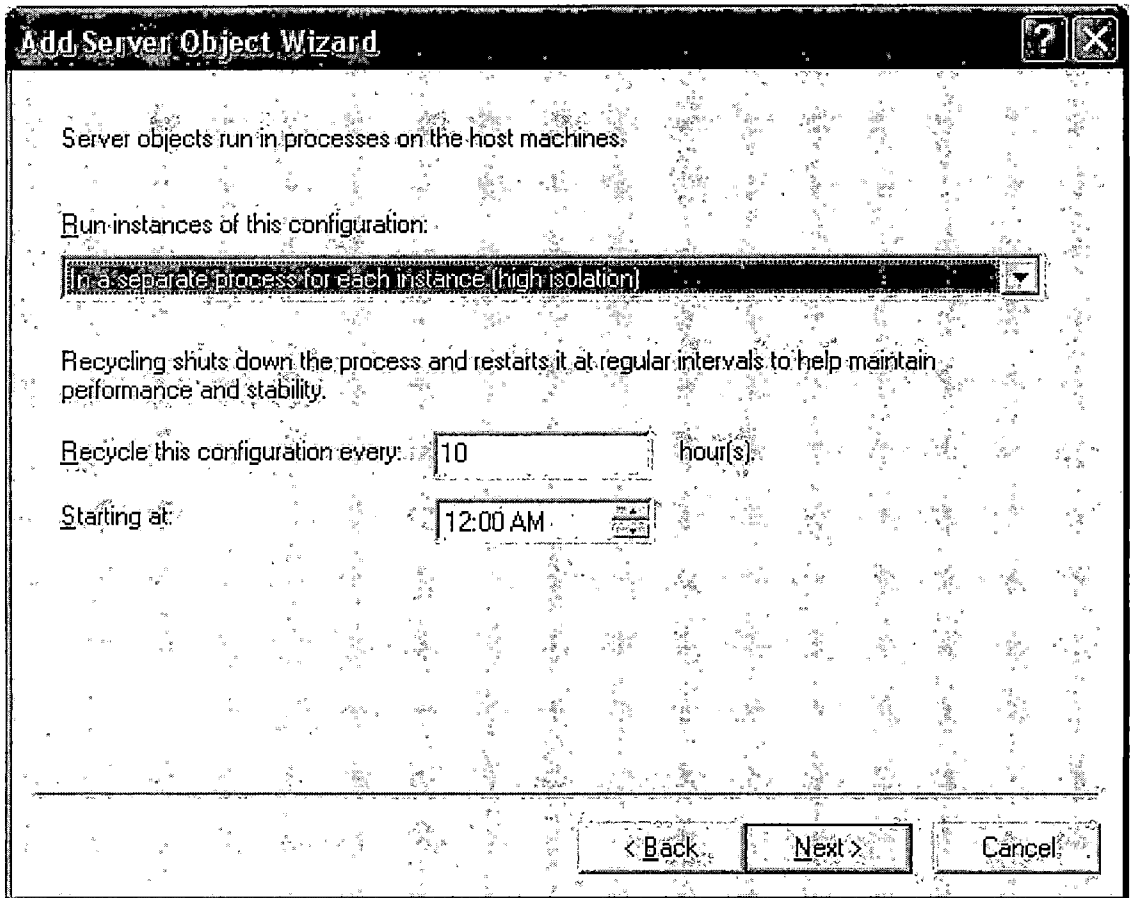 Add Server Object Wizard
Server objects run in processes on the host machines.
Run instances of this configuration:
In a separate process for each instance (high isolation)
Recycling shuts down the process and restarts it at regular intervals to help maintain
performance and stability.
Recycle this configuration every: 10 hour(s)
Starting at: 12:00 AM
< Back Next > Cancel